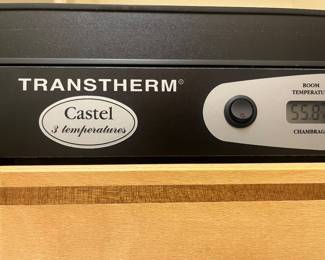 TRANSTHERM®
Castel
3 temperatures
ROOM
TEMPERATU
55.8
CHAMBRAG